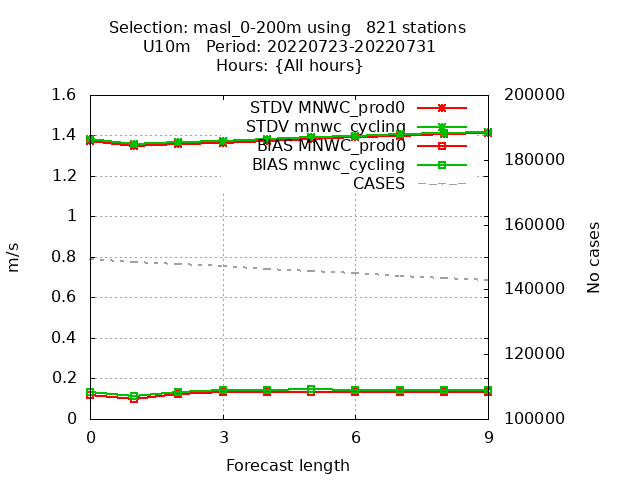 Selection: masl_0-200m using   821 stations
U10m   Period: 20220723-20220731
Hours: {All hours}
STDV MNWC_prod0
STDV mnwc_cycling
BIAS MNWC_prod0
BIAS mnwc_cycling
CASES
1.6
1.4
1.2
1
0.8
0.6
0.4
0.2
0
m/s
200000
180000
160000
140000
120000
100000
No cases
0 3 6 9
Forecast length